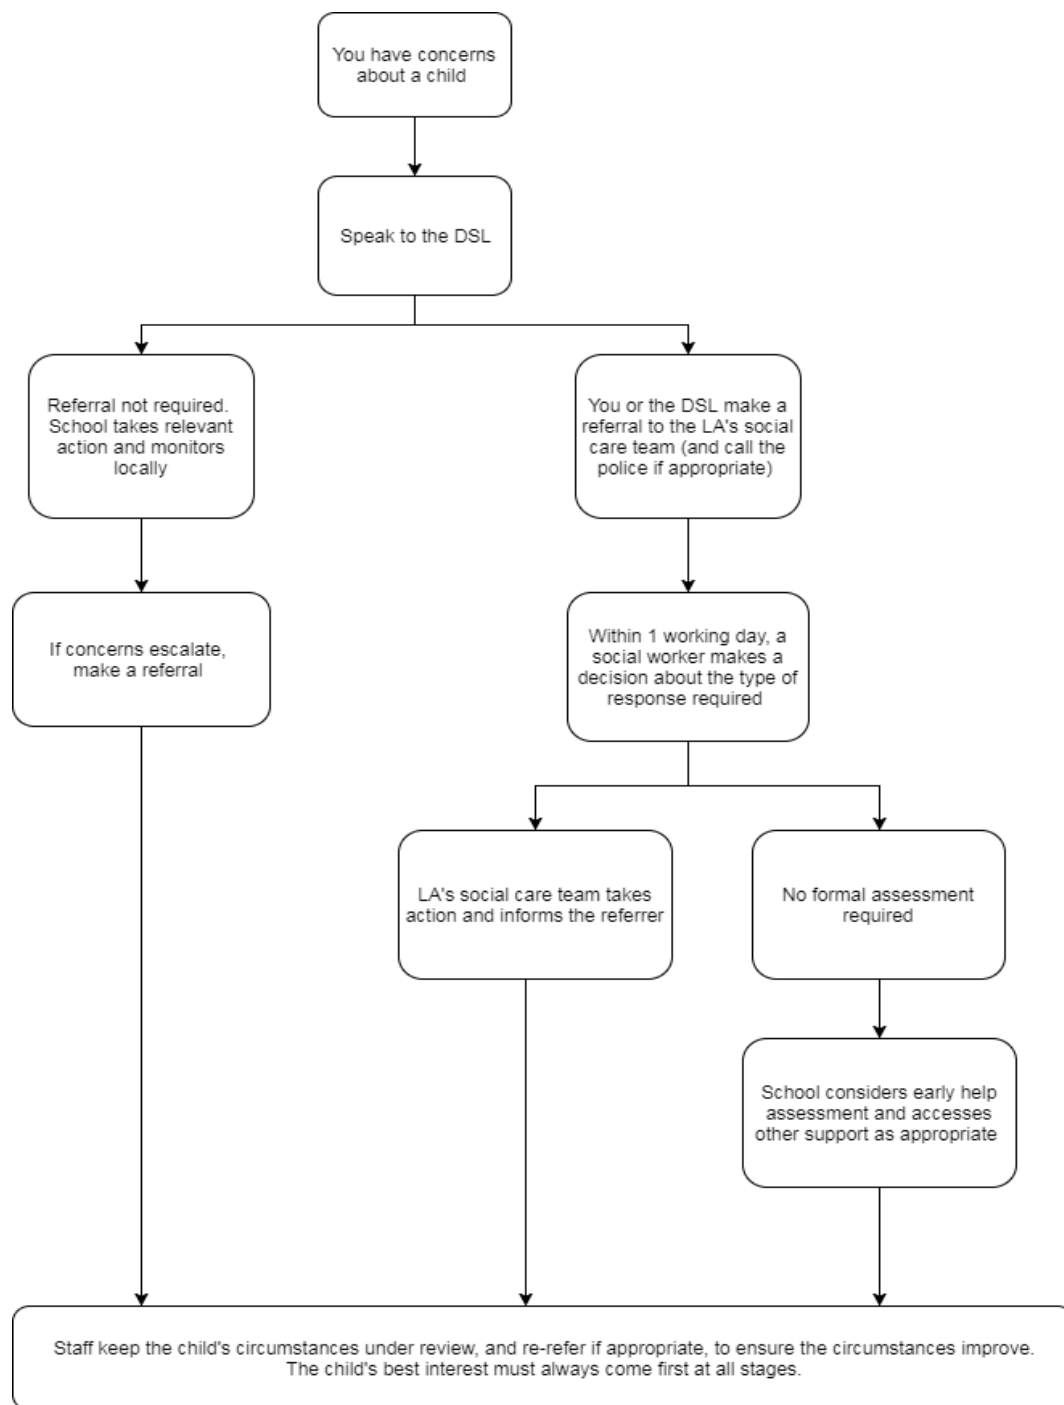 You have concerns
about a child
Speak to the DSL
Referral not required.
School takes relevant
action and monitors
locally
You or the DSL make a
referral to the LA's social
care team (and call the
police if appropriate)
If concerns escalate,
make a referral
Within 1 working day, a
social worker makes a
decision about the type of
response required
LA's social care team takes
action and informs the referrer
No formal assessment
required
School considers early help
assessment and accesses
other support as appropriate
Staff keep the child's circumstances under review, and re-refer if appropriate, to ensure the circumstances improve.
The child's best interest must always come first at all stages.